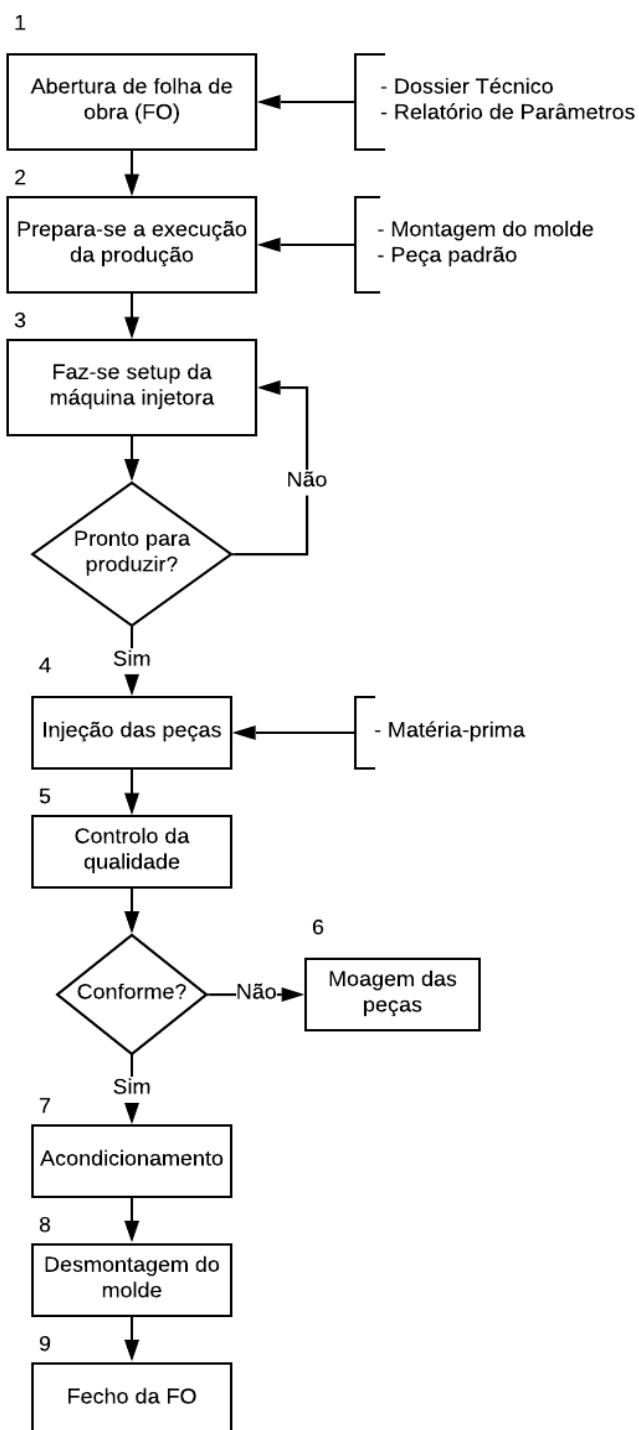 1
Abertura de folha de
obra (FO)
- Dossier Técnico
- Relatório de Parâmetros
2
Prepara-se a execução
da produção
- Montagem do molde
- Peça padrão
3
Faz-se setup da
máquina injetora
Não
Pronto para
produzir?
Sim
4
Injeção das peças
- Matéria-prima
5
Controlo da
qualidade
Conforme?
Não
6
Moagem das
peças
Sim
7
Acondicionamento
8
Desmontagem do
molde
9
Fecho da FO